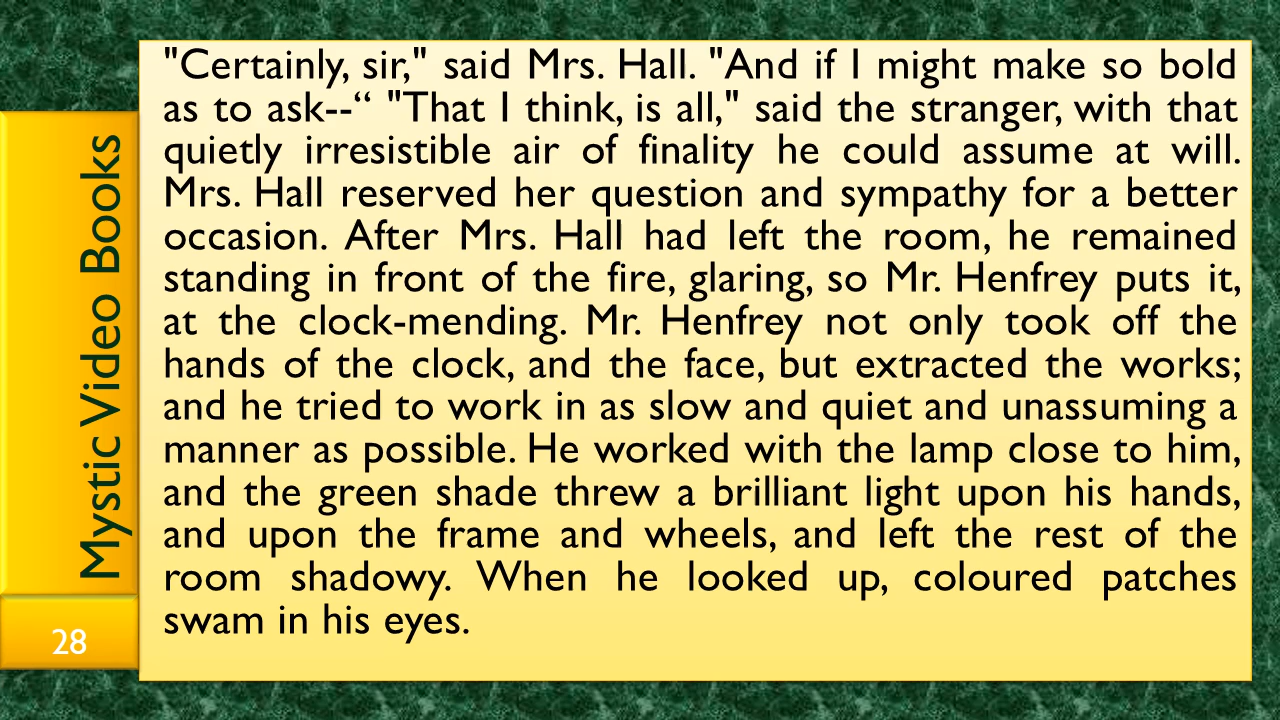 "Certainly, sir," said Mrs. Hall. "And if I might make so bold
as to ask--“ "That I think, is all," said the stranger, with that
quietly irresistible air of finality he could assume at will.
Mrs. Hall reserved her question and sympathy for a better
occasion. After Mrs. Hall had left the room, he remained
standing in front of the fire, glaring, so Mr. Henfrey puts it,
at the clock-mending. Mr. Henfrey not only took off the
hands of the clock, and the face, but extracted the works;
and he tried to work in as slow and quiet and unassuming a
manner as possible. He worked with the lamp close to him,
and the green shade threw a brilliant light upon his hands,
and upon the frame and wheels, and left the rest of the
room shadowy. When he looked up, coloured patches
swam in his eyes.
Mystic Video Books
28